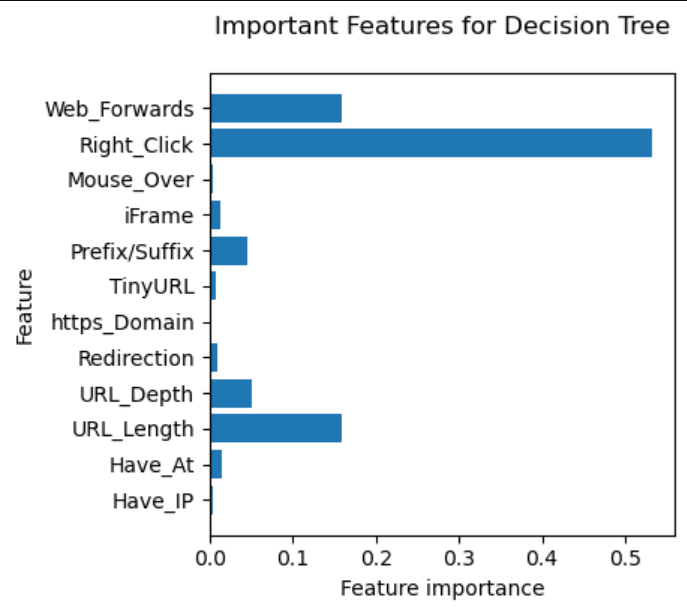 Important Features for Decision Tree
Web_Forwards
Right_Click
Mouse_Over
iFrame
Prefix/Suffix
TinyURL
https_Domain
Redirection
URL_Depth
URL_Length
Have_At
Have_IP
Feature
0.0 0.1 0.2 0.3 0.4 0.5
Feature importance